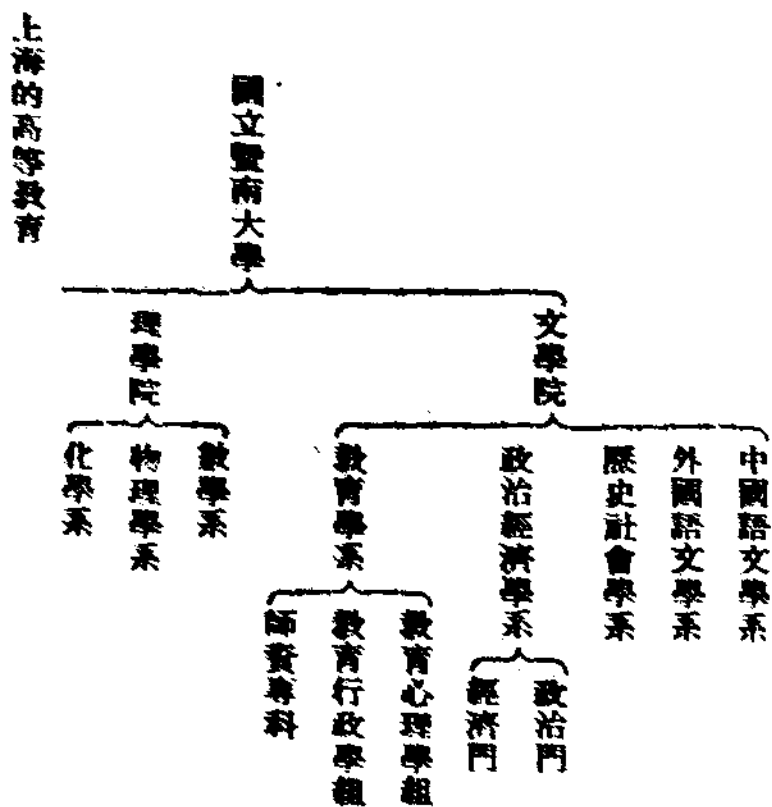 國立暨南大學
文學院
中國語文學系
外國語文學系
歷史社會學系
政治經濟學系
政治門
經濟門
教育學系
教育心理學組
教育行政學組
師資專科
理學院
數學系
物理學系
化學系
上海的高等教育